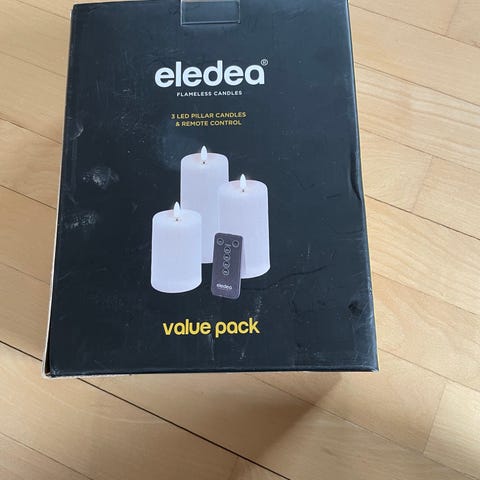 eledea®
FLAMELESS CANDLES
3 LED PILLAR CANDLES
& REMOTE CONTROL
eledea
value pack